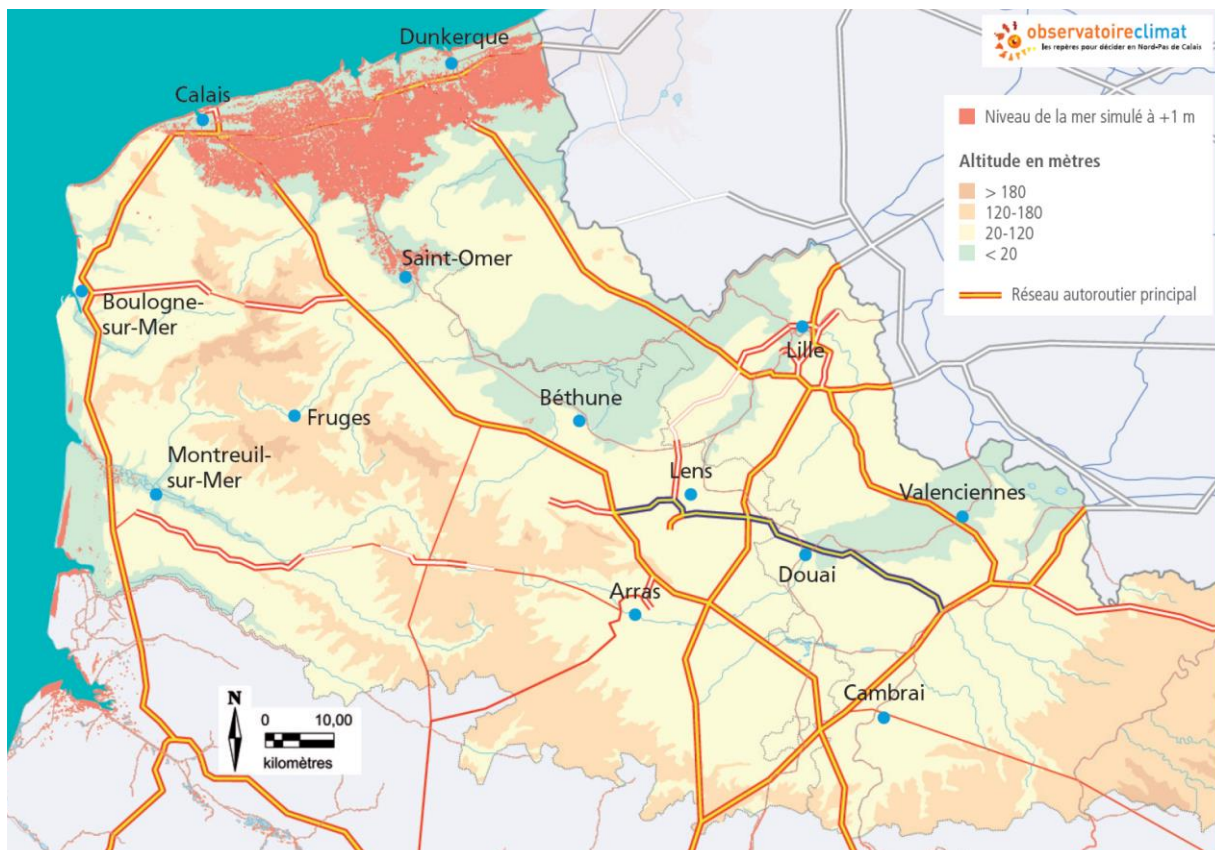 observatoireclimat
les repères pour décider en Nord-Pas de Calais
Niveau de la mer simulé à +1 m
Altitude en mètres
> 180
120-180
20-120
< 20
Réseau autoroutier principal
Dunkerque
Calais
Saint-Omer
Boulogne-
sur-Mer
Lille
Béthune
Fruges
Montreuil-
sur-Mer
Lens
Valenciennes
Douai
Arras
Cambrai
N
0 10,00
kilomètres